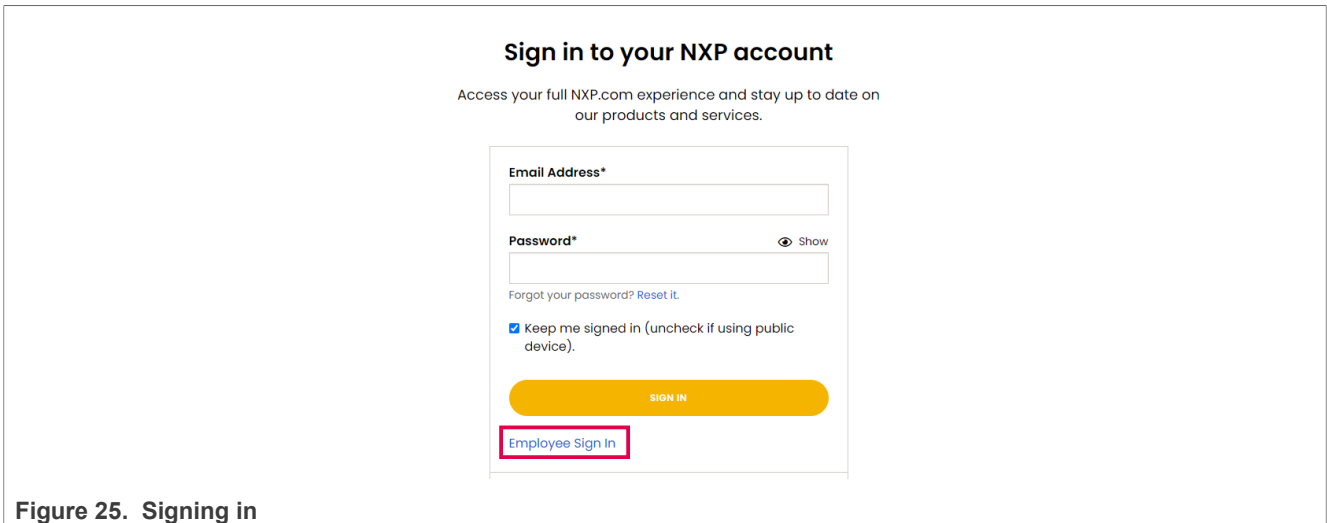 Sign in to your NXP account
Access your full NXP.com experience and stay up to date on
our products and services.
Email Address*
Password*
Show
Forgot your password? Reset it.
Keep me signed in (uncheck if using public
device).
SIGN IN
Employee Sign In
Figure 25. Signing in